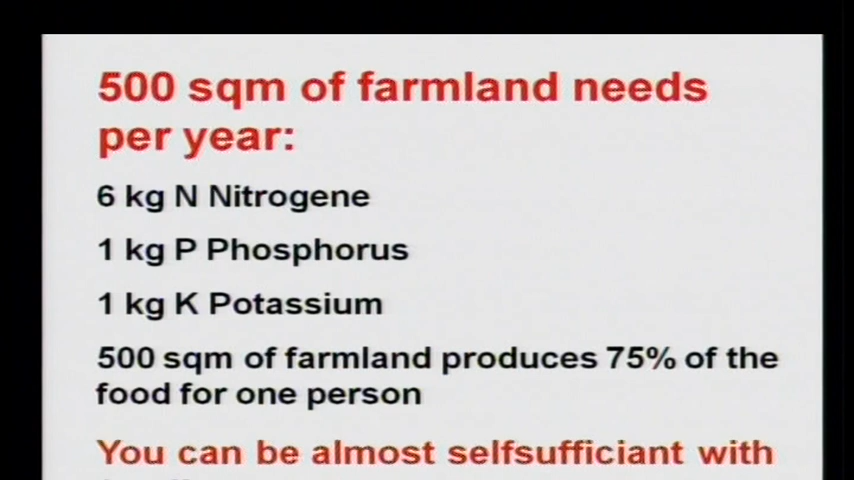 500 sqm of farmland needs
per year:
6 kg N Nitrogene
1 kg P Phosphorus
1 kg K Potassium
500 sqm of farmland produces 75% of the
food for one person
You can be almost selfsufficiant with